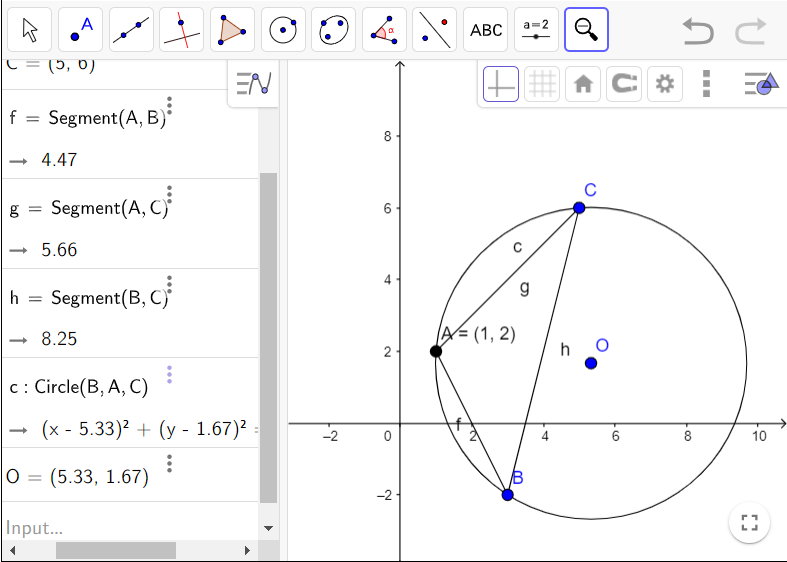 A
α
ABC
a=2
C = (5, 6)
f = Segment(A, B)
→ 4.47
g = Segment(A, C)
→ 5.66
h = Segment(B, C)
→ 8.25
c : Circle(B, A, C)
→ (x - 5.33)² + (y - 1.67)² =
O = (5.33, 1.67)
Input...
8
C
6
c
4
g
A = (1, 2)
2
h
O
f
−2
0
2
4
6
8
10
B
−2